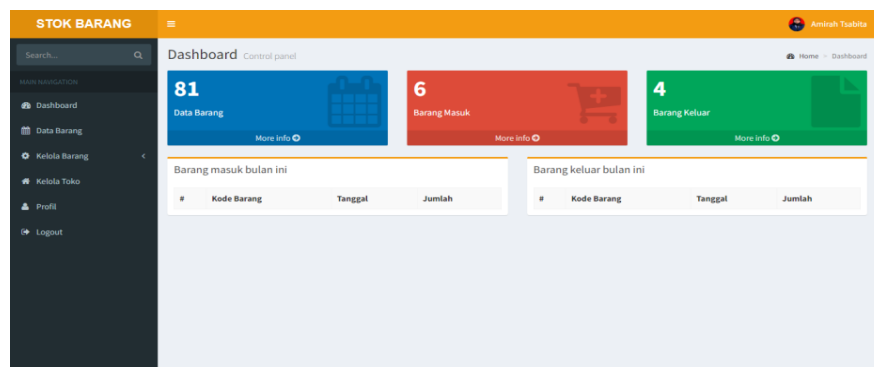 STOK BARANG
Amirah Tsabita
Search...
MAIN NAVIGATION
Dashboard
Data Barang
Kelola Barang
Kelola Toko
Profil
Logout
Dashboard Control panel
Home > Dashboard
81
Data Barang
More info
6
Barang Masuk
More info
4
Barang Keluar
More info
Barang masuk bulan ini
# Kode Barang Tanggal Jumlah
Barang keluar bulan ini
# Kode Barang Tanggal Jumlah